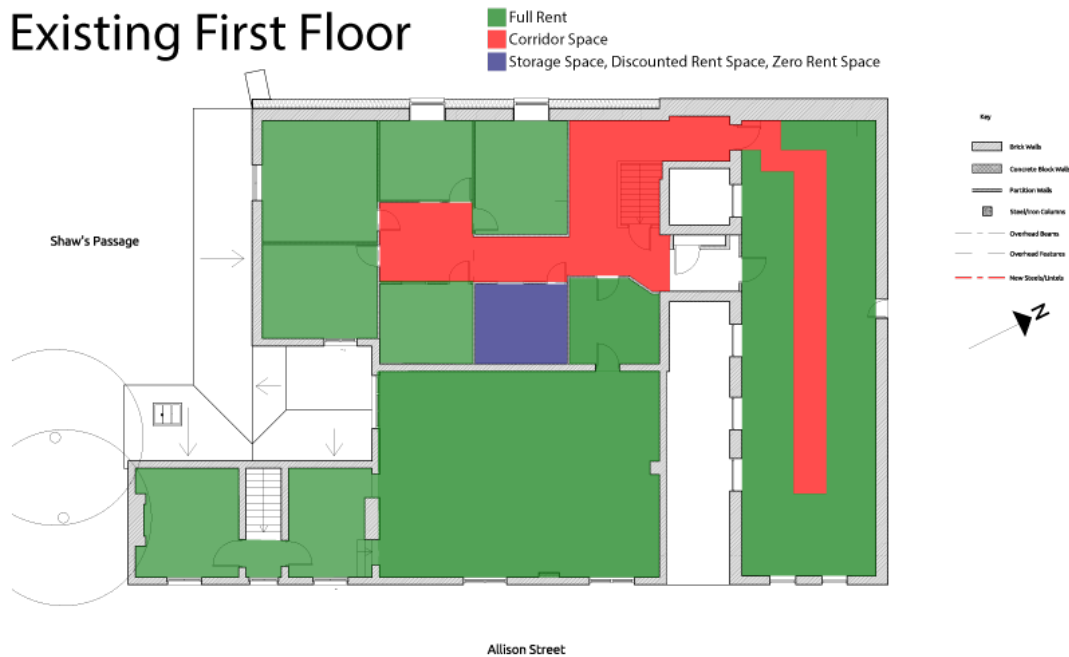 Existing First Floor
Full Rent
Corridor Space
Storage Space, Discounted Rent Space, Zero Rent Space
Key
Brick Walls
Concrete Block Walls
Partition Walls
Steel/Iron Columns
Overhead Beams
Overhead Features
New Steels/Lintels
Shaw's Passage
N
Allison Street